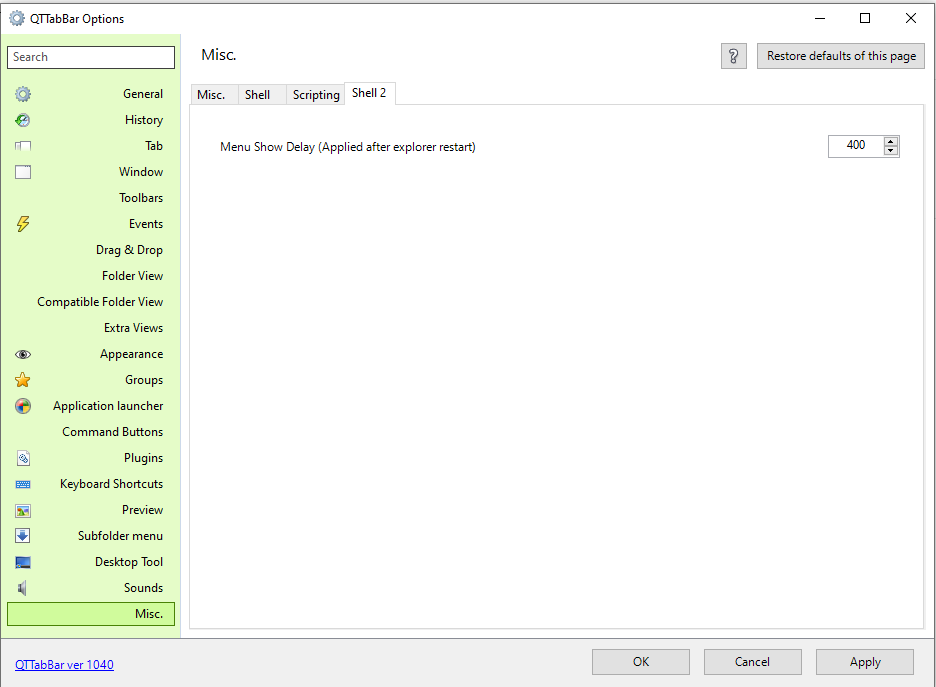 QTTabBar Options
Search
General
History
Tab
Window
Toolbars
Events
Drag & Drop
Folder View
Compatible Folder View
Extra Views
Appearance
Groups
Application launcher
Command Buttons
Plugins
Keyboard Shortcuts
Preview
Subfolder menu
Desktop Tool
Sounds
Misc.
QTTabBar ver 1040
Misc.
?
Restore defaults of this page
Misc. Shell Scripting Shell 2
Menu Show Delay (Applied after explorer restart) 400
OK Cancel Apply